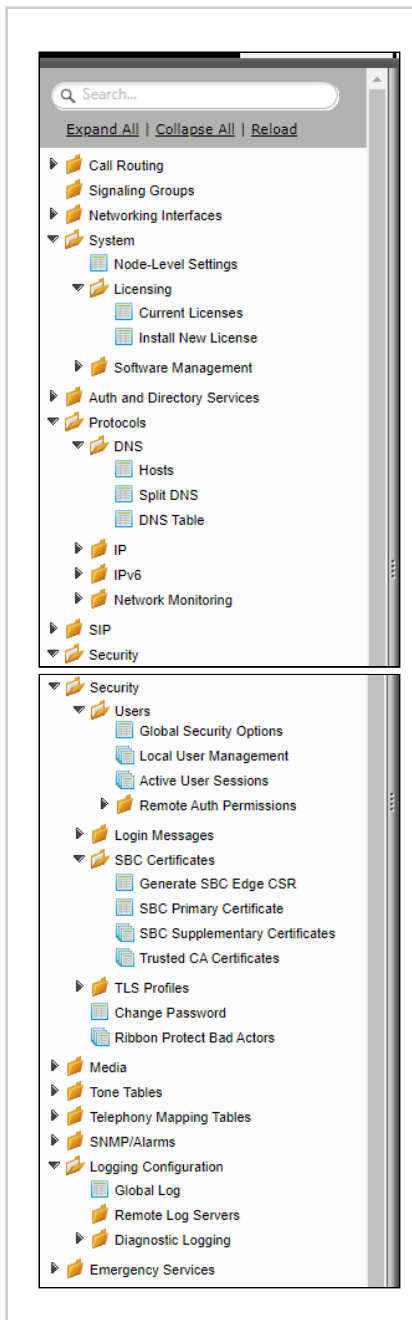 Search...
Expand All | Collapse All | Reload
Call Routing
Signaling Groups
Networking Interfaces
System
Node-Level Settings
Licensing
Current Licenses
Install New License
Software Management
Auth and Directory Services
Protocols
DNS
Hosts
Split DNS
DNS Table
IP
IPv6
Network Monitoring
SIP
Security
Security
Users
Global Security Options
Local User Management
Active User Sessions
Remote Auth Permissions
Login Messages
SBC Certificates
Generate SBC Edge CSR
SBC Primary Certificate
SBC Supplementary Certificates
Trusted CA Certificates
TLS Profiles
Change Password
Ribbon Protect Bad Actors
Media
Tone Tables
Telephony Mapping Tables
SNMP/Alarms
Logging Configuration
Global Log
Remote Log Servers
Diagnostic Logging
Emergency Services